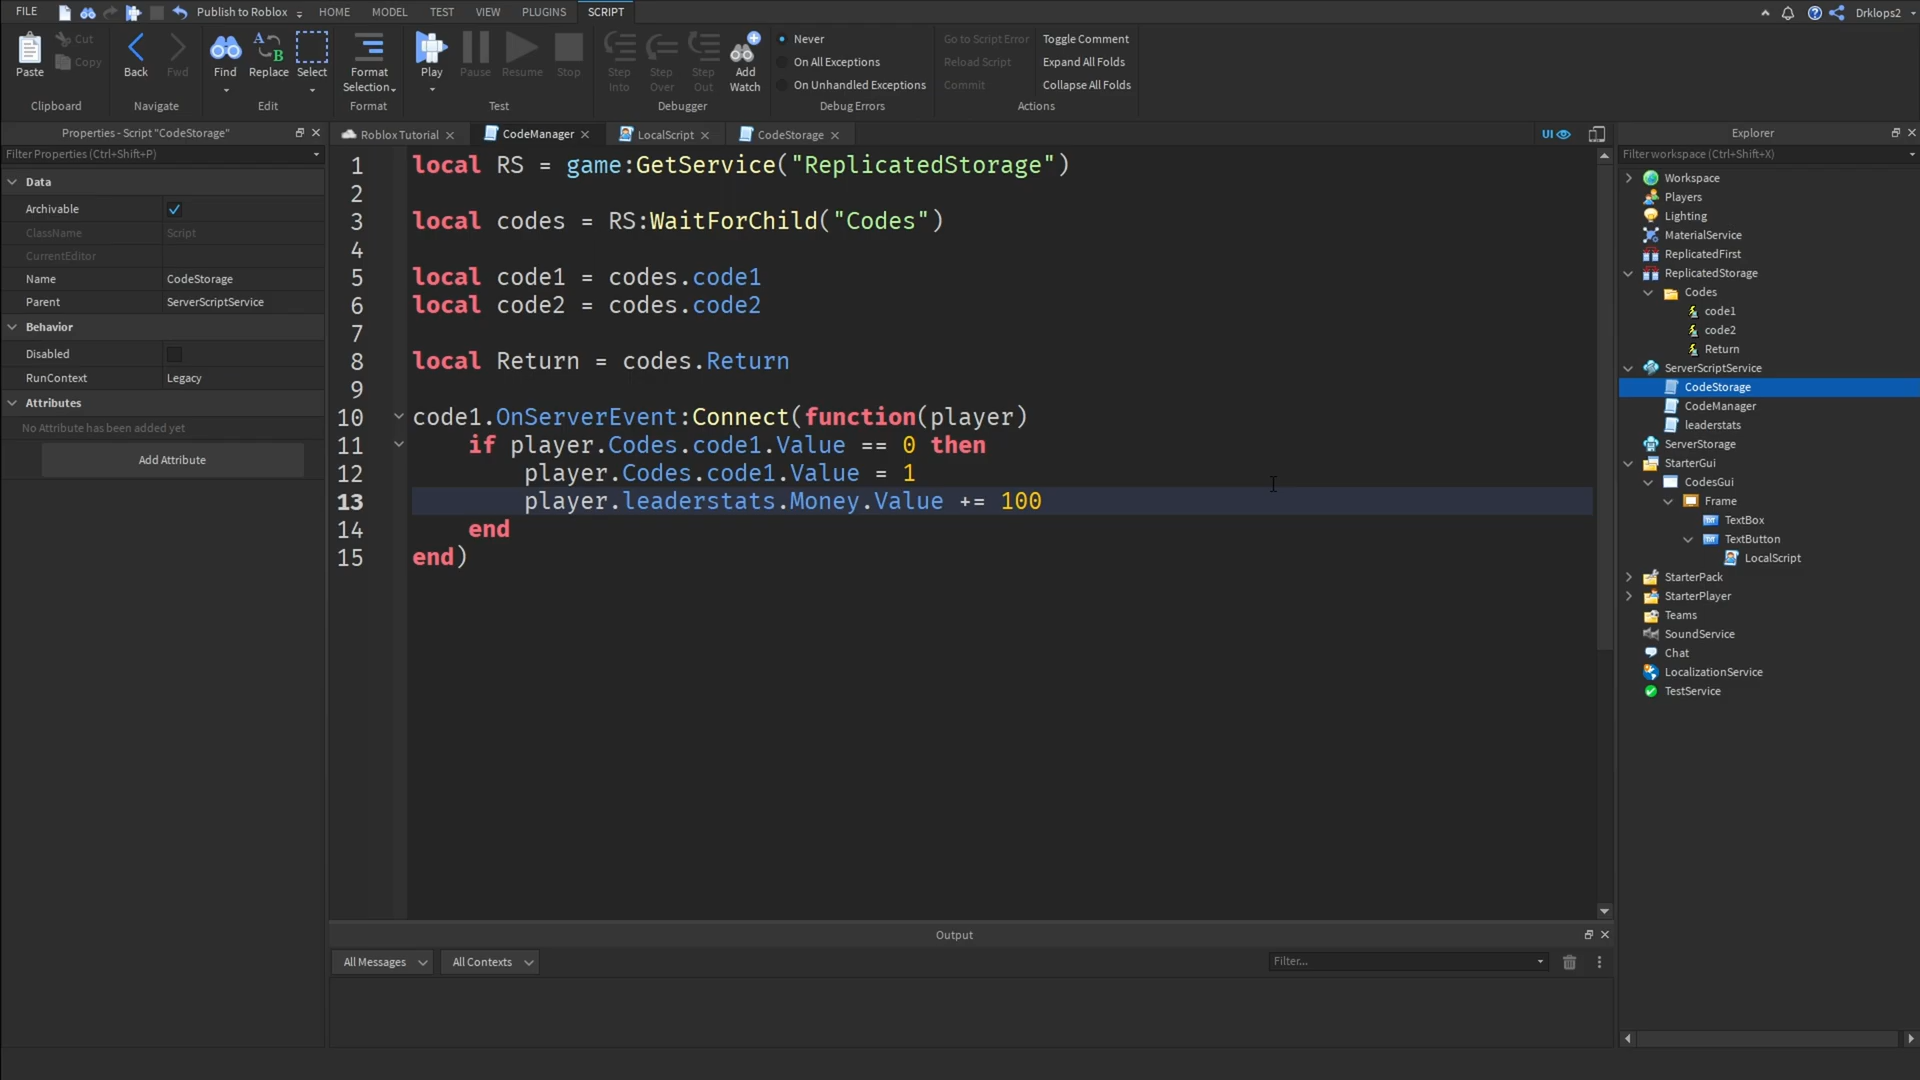 FILE
Publish to Roblox
HOME
MODEL
TEST
VIEW
PLUGINS
SCRIPT
Drklops2
Paste
Cut
Copy
Clipboard
Back
Fwd
Navigate
Find
Replace
Select
Edit
Format
Selection
Format
Play
Pause
Resume
Stop
Test
Step
Into
Step
Over
Step
Out
Add
Watch
Debugger
Never
On All Exceptions
On Unhandled Exceptions
Debug Errors
Go to Script Error
Reload Script
Commit
Toggle Comment
Expand All Folds
Collapse All Folds
Actions
Properties - Script "CodeStorage"
Filter Properties (Ctrl+Shift+P)
Data
Archivable
ClassName Script
CurrentEditor
Name CodeStorage
Parent ServerScriptService
Behavior
Disabled
RunContext Legacy
Attributes
No Attribute has been added yet
Add Attribute
Roblox Tutorial
CodeManager
LocalScript
CodeStorage
UI
1 local RS = game:GetService("ReplicatedStorage")
2
3 local codes = RS:WaitForChild("Codes")
4
5 local code1 = codes.code1
6 local code2 = codes.code2
7
8 local Return = codes.Return
9
10 code1.OnServerEvent:Connect(function(player)
11 if player.Codes.code1.Value == 0 then
12 player.Codes.code1.Value = 1
13 player.leaderstats.Money.Value += 100
14 end
15 end)
Output
All Messages
All Contexts
Filter...
Explorer
Filter workspace (Ctrl+Shift+X)
Workspace
Players
Lighting
MaterialService
ReplicatedFirst
ReplicatedStorage
Codes
code1
code2
Return
ServerScriptService
CodeStorage
CodeManager
leaderstats
ServerStorage
StarterGui
CodesGui
Frame
TextBox
TextButton
LocalScript
StarterPack
StarterPlayer
Teams
SoundService
Chat
LocalizationService
TestService